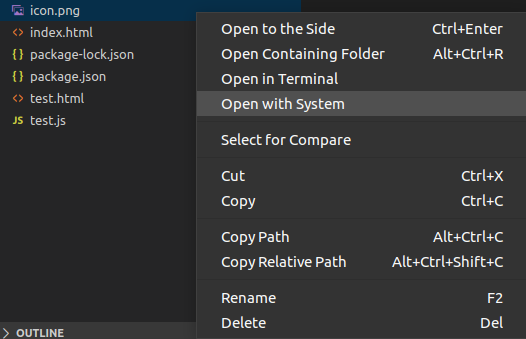 icon.png
index.html
package-lock.json
package.json
test.html
JS test.js
OUTLINE
Open to the Side Ctrl+Enter
Open Containing Folder Alt+Ctrl+R
Open in Terminal
Open with System
Select for Compare
Cut Ctrl+X
Copy Ctrl+C
Copy Path Alt+Ctrl+C
Copy Relative Path Alt+Ctrl+Shift+C
Rename F2
Delete Del